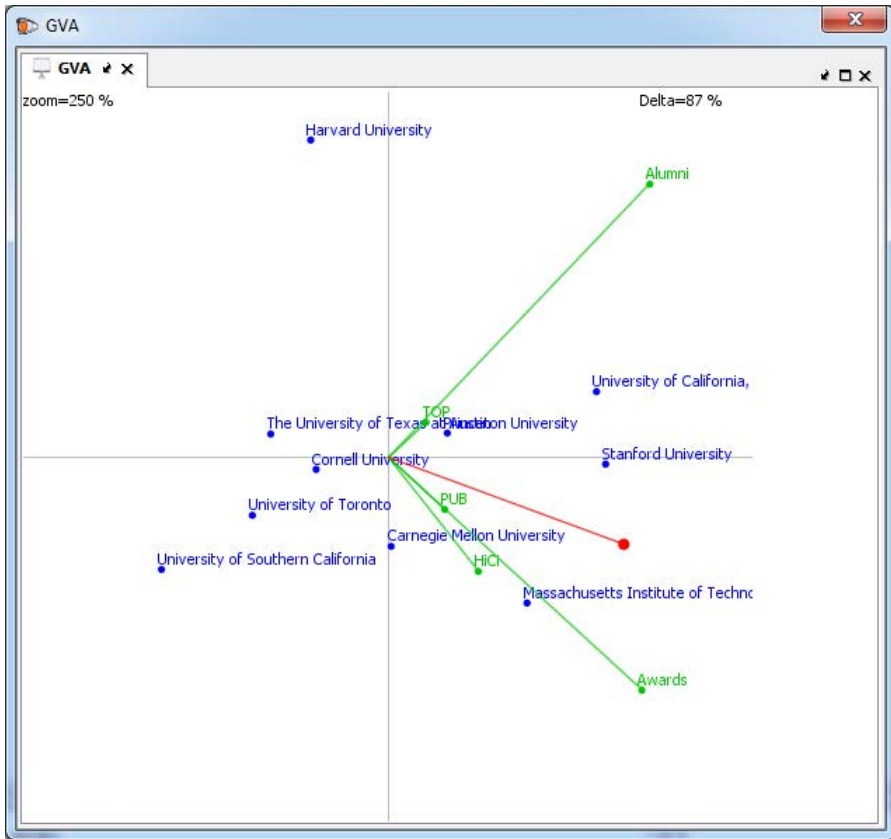 GVA
GVA
zoom=250 % Delta=87 %
Harvard University
Alumni
University of California,
TOP
The University of Texas at Princeton University
Stanford University
Cornell University
PUB
University of Toronto
Carnegie Mellon University
University of Southern California
HiCi
Massachusetts Institute of Techno
Awards